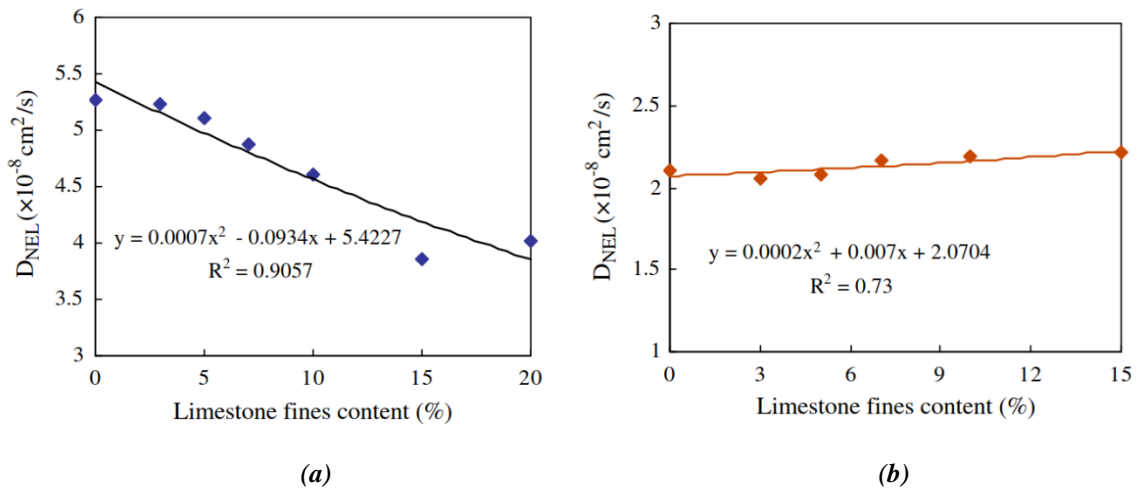 6
5.5
5
4.5
4
3.5
3
D_NEL (×10^-8 cm^2/s)
y = 0.0007x^2 - 0.0934x + 5.4227
R^2 = 0.9057
0 5 10 15 20
Limestone fines content (%)
(a)
3
2.5
2
1.5
1
D_NEL (×10^-8 cm^2/s)
y = 0.0002x^2 + 0.007x + 2.0704
R^2 = 0.73
0 3 6 9 12 15
Limestone fines content (%)
(b)